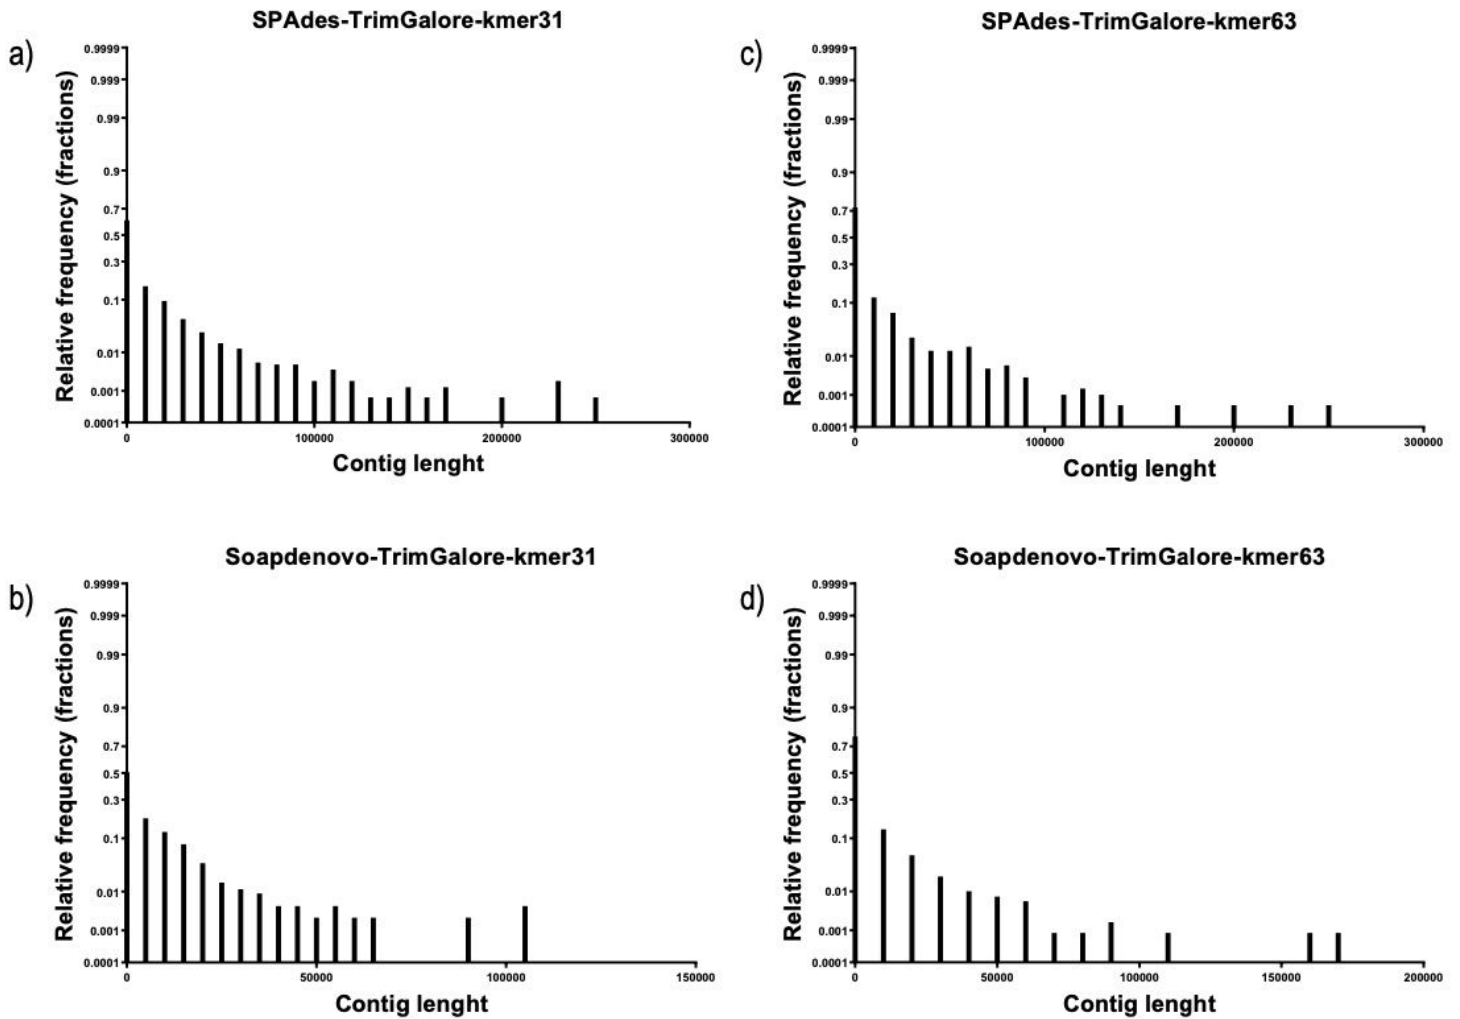 SPAdes-TrimGalore-kmer31
a)
Relative frequency (fractions)
0.9999
0.999
0.99
0.9
0.7
0.5
0.3
0.1
0.01
0.001
0.0001
0 100000 200000 300000
Contig lenght
SPAdes-TrimGalore-kmer63
c)
Relative frequency (fractions)
0.9999
0.999
0.99
0.9
0.7
0.5
0.3
0.1
0.01
0.001
0.0001
0 100000 200000 300000
Contig lenght
Soapdenovo-TrimGalore-kmer31
b)
Relative frequency (fractions)
0.9999
0.999
0.99
0.9
0.7
0.5
0.3
0.1
0.01
0.001
0.0001
0 50000 100000 150000
Contig lenght
Soapdenovo-TrimGalore-kmer63
d)
Relative frequency (fractions)
0.9999
0.999
0.99
0.9
0.7
0.5
0.3
0.1
0.01
0.001
0.0001
0 50000 100000 150000 200000
Contig lenght